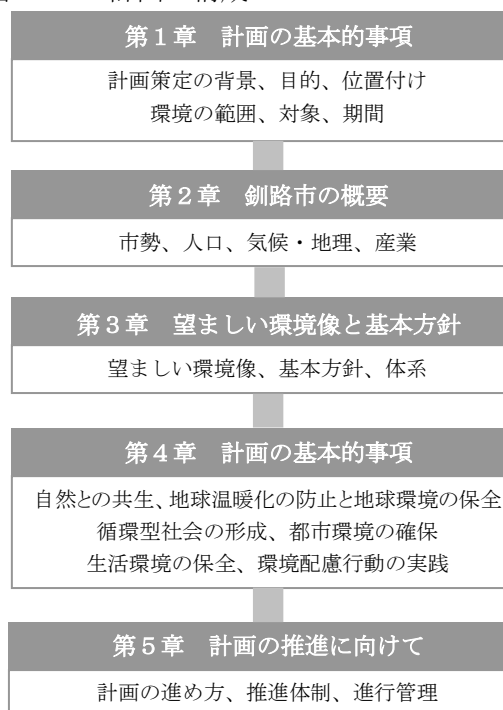 第１章　計画の基本的事項
計画策定の背景、目的、位置付け
環境の範囲、対象、期間
第２章　釧路市の概要
市勢、人口、気候・地理、産業
第３章　望ましい環境像と基本方針
望ましい環境像、基本方針、体系
第４章　計画の基本的事項
自然との共生、地球温暖化の防止と地球環境の保全
循環型社会の形成、都市環境の確保
生活環境の保全、環境配慮行動の実践
第５章　計画の推進に向けて
計画の進め方、推進体制、進行管理